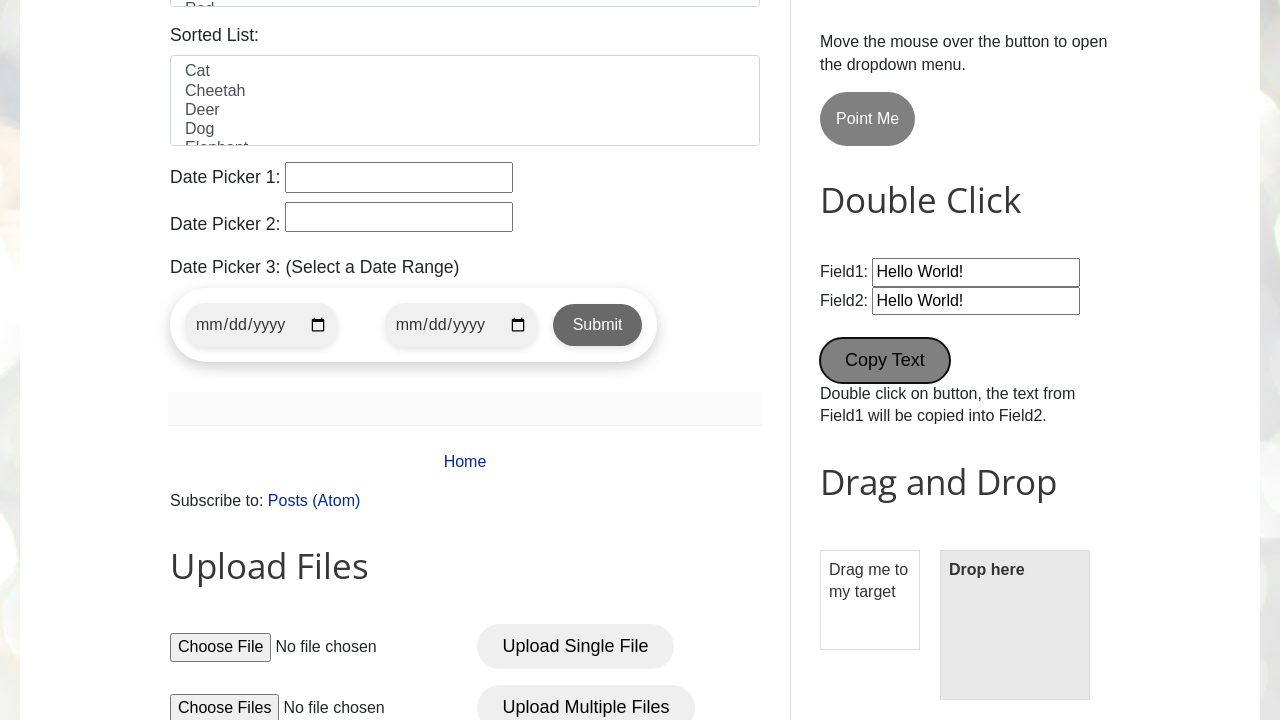 Sorted List:
Cat
Cheetah
Deer
Dog
Elephant
Date Picker 1:
Date Picker 2:
Date Picker 3: (Select a Date Range)
mm/dd/yyyy mm/dd/yyyy Submit
Home
Subscribe to: Posts (Atom)
Upload Files
Choose File No file chosen Upload Single File
Choose Files No file chosen Upload Multiple Files
Move the mouse over the button to open
the dropdown menu.
Point Me
Double Click
Field1: Hello World!
Field2: Hello World!
Copy Text
Double click on button, the text from
Field1 will be copied into Field2.
Drag and Drop
Drag me to
my target
Drop here